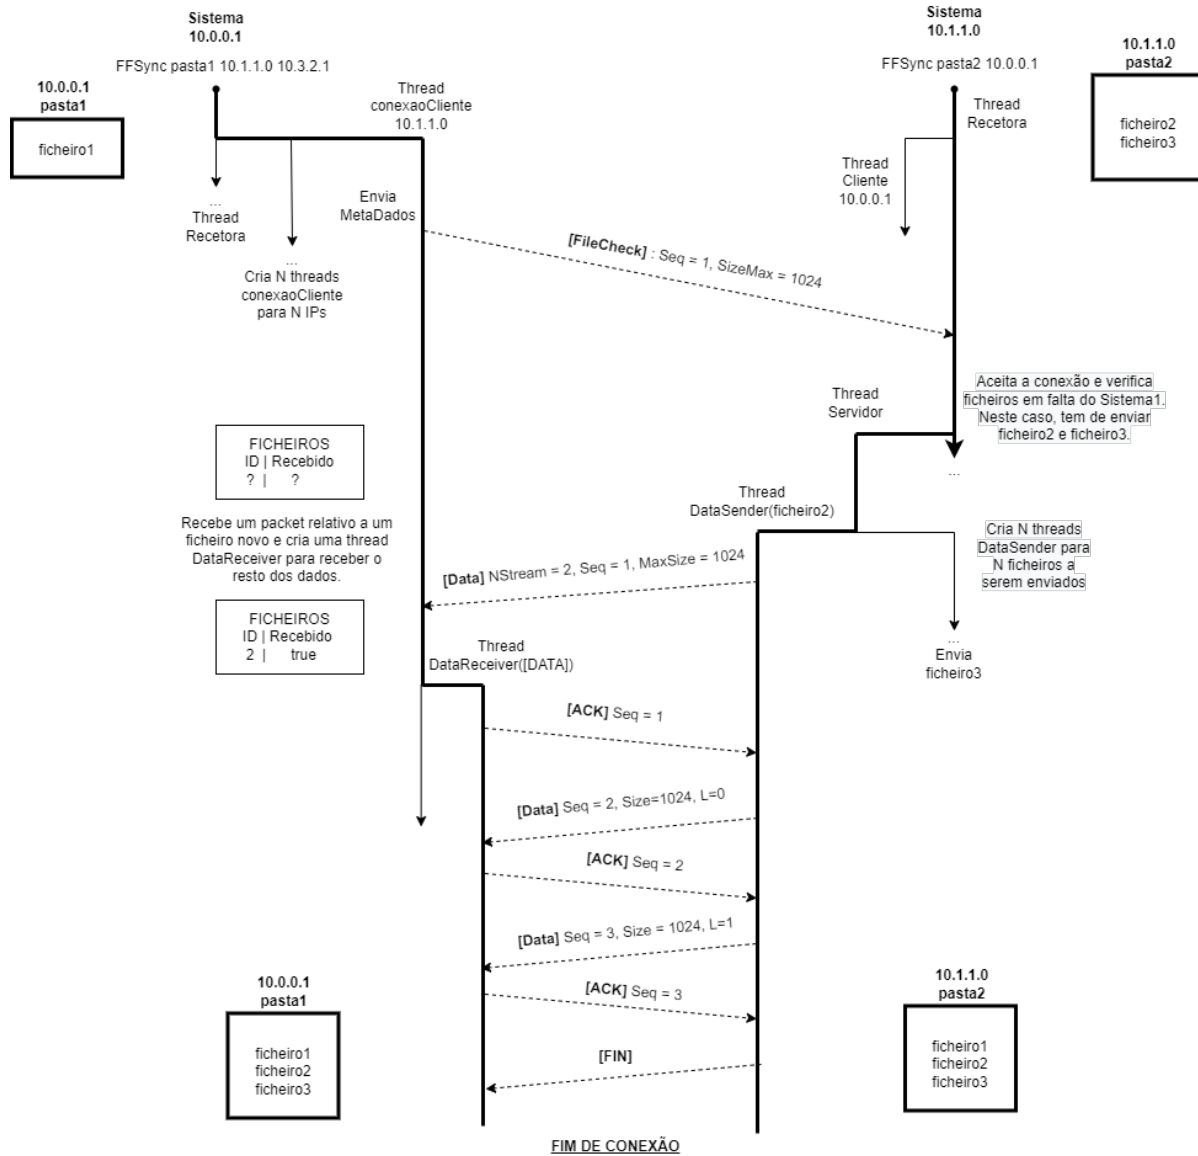 Sistema
10.0.0.1
FFSync pasta1 10.1.1.0 10.3.2.1
10.0.0.1
pasta1
ficheiro1
Thread
conexaoCliente
10.1.1.0
Sistema
10.1.1.0
FFSync pasta2 10.0.0.1
10.1.1.0
pasta2
ficheiro2
ficheiro3
Thread
Recetora
Thread
Cliente
10.0.0.1
...
Thread
Recetora
Envia
MetaDados
...
Cria N threads
conexaoCliente
para N IPs
[FileCheck] : Seq = 1, SizeMax = 1024
Aceita a conexão e verifica
ficheiros em falta do Sistema1.
Neste caso, tem de enviar
ficheiro2 e ficheiro3.
Thread
Servidor
...
FICHEIROS
ID | Recebido
? | ?
Thread
DataSender(ficheiro2)
Recebe um packet relativo a um
ficheiro novo e cria uma thread
DataReceiver para receber o
resto dos dados.
Cria N threads
DataSender para
N ficheiros a
serem enviados
[Data] NStream = 2, Seq = 1, MaxSize = 1024
FICHEIROS
ID | Recebido
2 | true
Thread
DataReceiver([DATA])
...
Envia
ficheiro3
[ACK] Seq = 1
[Data] Seq = 2, Size=1024, L=0
[ACK] Seq = 2
[Data] Seq = 3, Size = 1024, L=1
[ACK] Seq = 3
10.0.0.1
pasta1
ficheiro1
ficheiro2
ficheiro3
10.1.1.0
pasta2
ficheiro1
ficheiro2
ficheiro3
[FIN]
FIM DE CONEXÃO